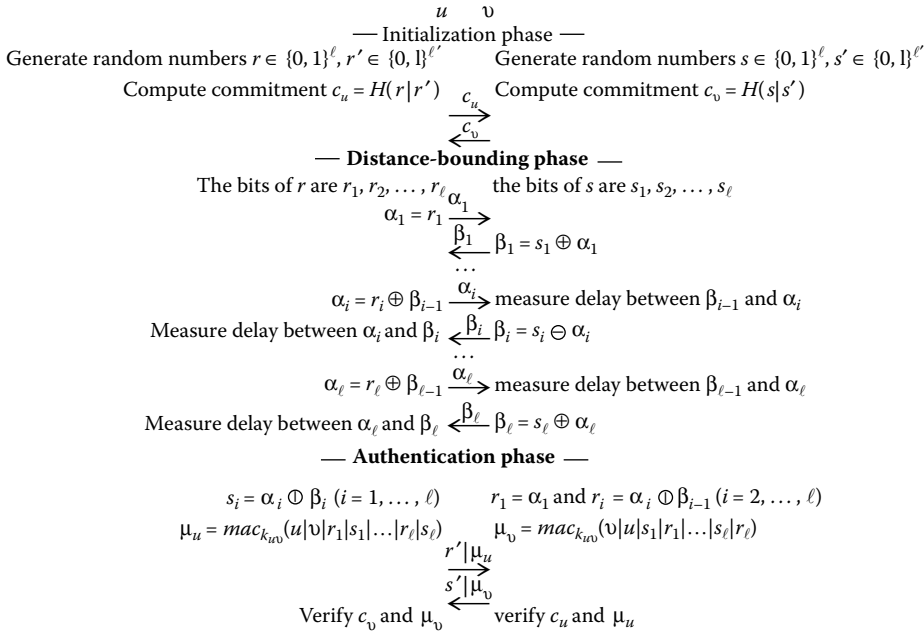 u υ
— Initialization phase —
Generate random numbers r ∈ {0, 1}^ℓ, r′ ∈ {0, l}^ℓ′ Generate random numbers s ∈ {0, 1}^ℓ, s′ ∈ {0, l}^ℓ′
Compute commitment c_u = H(r|r′) c_u → Compute commitment c_υ = H(s|s′)
c_υ ←
— Distance-bounding phase —
The bits of r are r_1, r_2, . . . , r_ℓ the bits of s are s_1, s_2, . . . , s_ℓ
α_1 = r_1 α_1 →
β_1 ← β_1 = s_1 ⊕ α_1
...
α_i = r_i ⊕ β_{i−1} α_i → measure delay between β_{i−1} and α_i
Measure delay between α_i and β_i β_i ← β_i = s_i ⊖ α_i
...
α_ℓ = r_ℓ ⊕ β_{ℓ−1} α_ℓ → measure delay between β_{ℓ−1} and α_ℓ
Measure delay between α_ℓ and β_ℓ β_ℓ ← β_ℓ = s_ℓ ⊕ α_ℓ
— Authentication phase —
s_i = α_i ⦶ β_i (i = 1, . . . , ℓ) r_1 = α_1 and r_i = α_i ⦶ β_{i−1} (i = 2, . . . , ℓ)
μ_u = mac_{k_{uυ}}(u|υ|r_1|s_1|...|r_ℓ|s_ℓ) μ_υ = mac_{k_{uυ}}(υ|u|s_1|r_1|...|s_ℓ|r_ℓ)
r′|μ_u →
s′|μ_υ ←
Verify c_υ and μ_υ verify c_u and μ_u